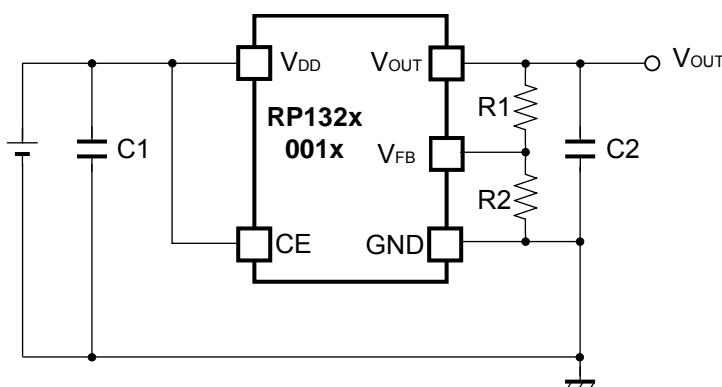 VDD
VOUT
VOUT
RP132x
001x
R1
C1
VFB
C2
R2
CE
GND